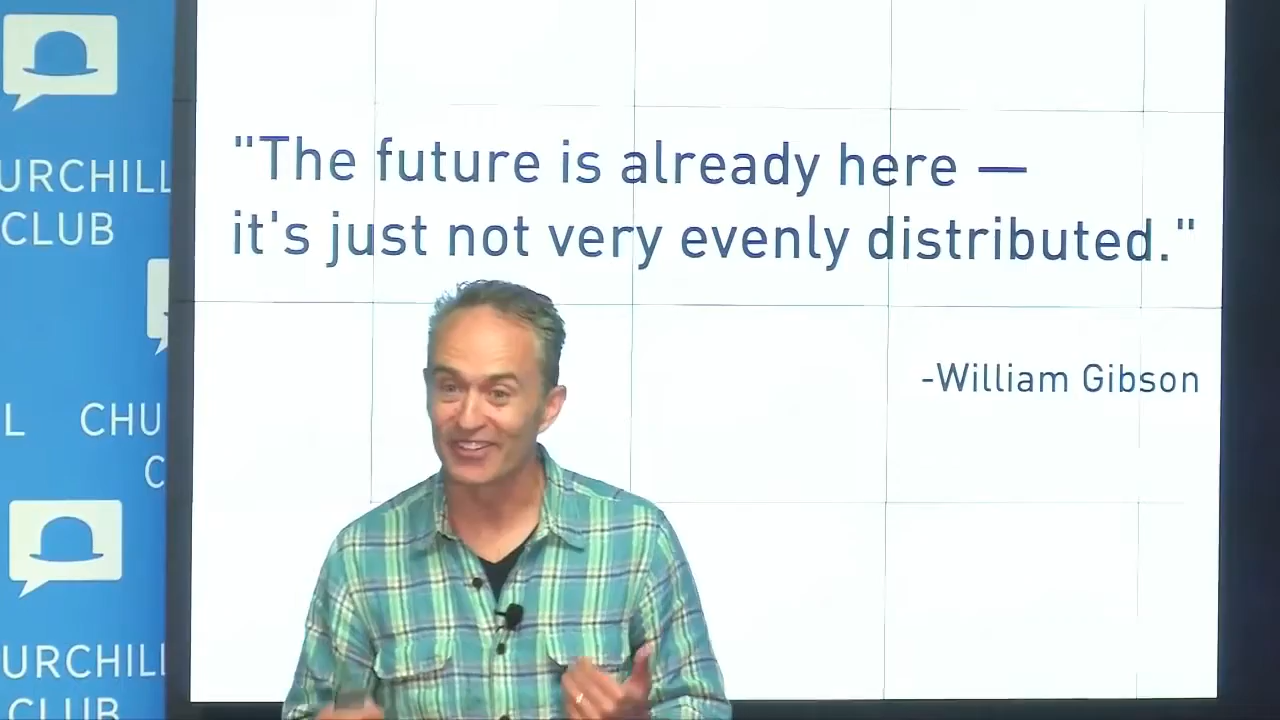 URCHILL
CLUB
L CHU
C
URCHILL
CLUB
"The future is already here —
it's just not very evenly distributed."
-William Gibson